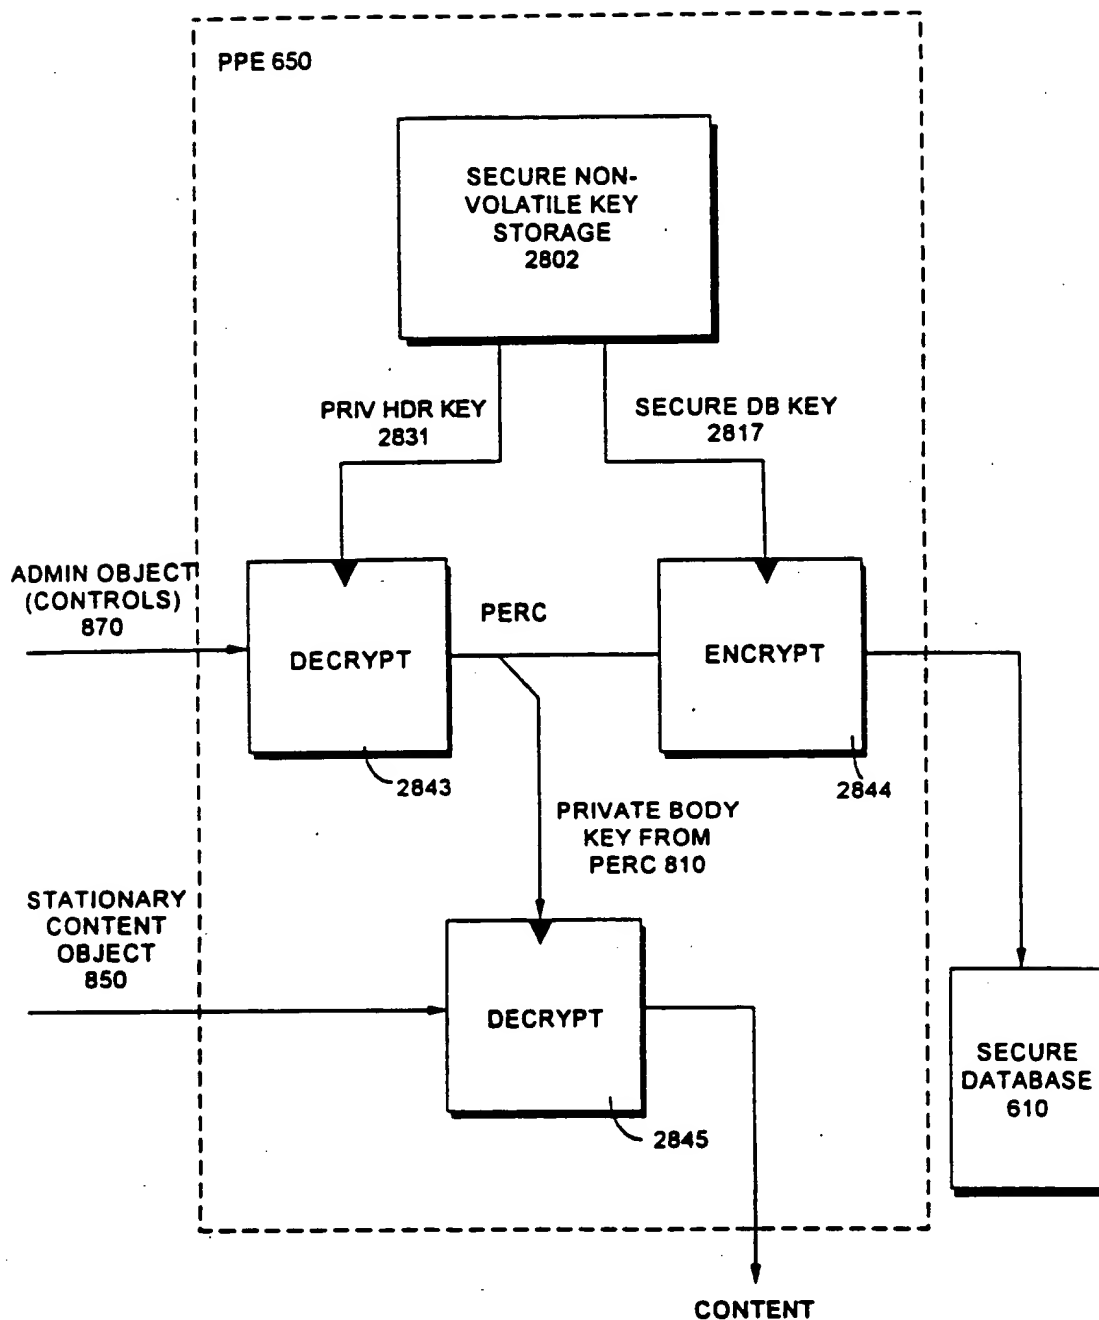 PPE 650
SECURE NON-
VOLATILE KEY
STORAGE
2802
PRIV HDR KEY
2831
SECURE DB KEY
2817
ADMIN OBJECT
(CONTROLS)
870
DECRYPT
PERC
ENCRYPT
2843
2844
PRIVATE BODY
KEY FROM
PERC 810
STATIONARY
CONTENT
OBJECT
850
DECRYPT
2845
SECURE
DATABASE
610
CONTENT